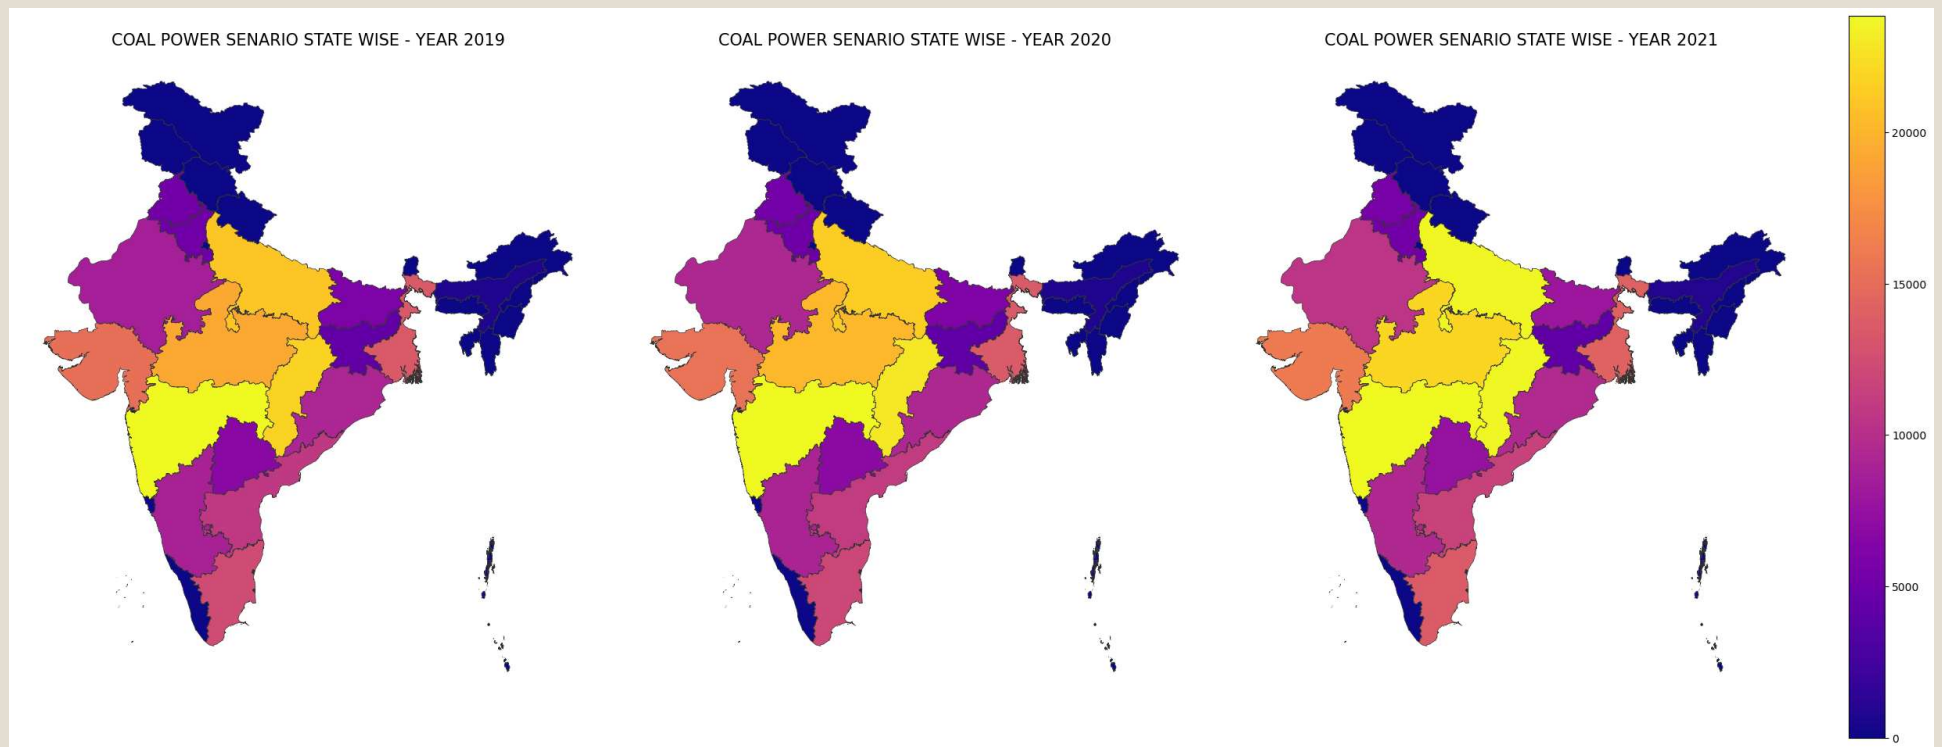 COAL POWER SENARIO STATE WISE - YEAR 2019
COAL POWER SENARIO STATE WISE - YEAR 2020
COAL POWER SENARIO STATE WISE - YEAR 2021
20000
15000
10000
5000
0